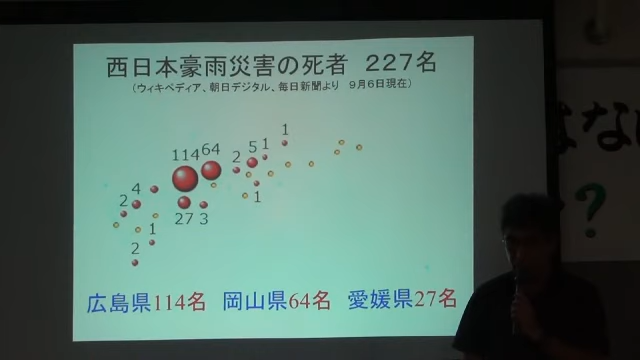 西日本豪雨災害の死者　２２７名
(ウィキペディア、朝日デジタル、毎日新聞より　９月６日現在)
1
114 64 2 5 1
2 4
1
27 3
1
2
広島県114名　岡山県64名　愛媛県27名
はな
?